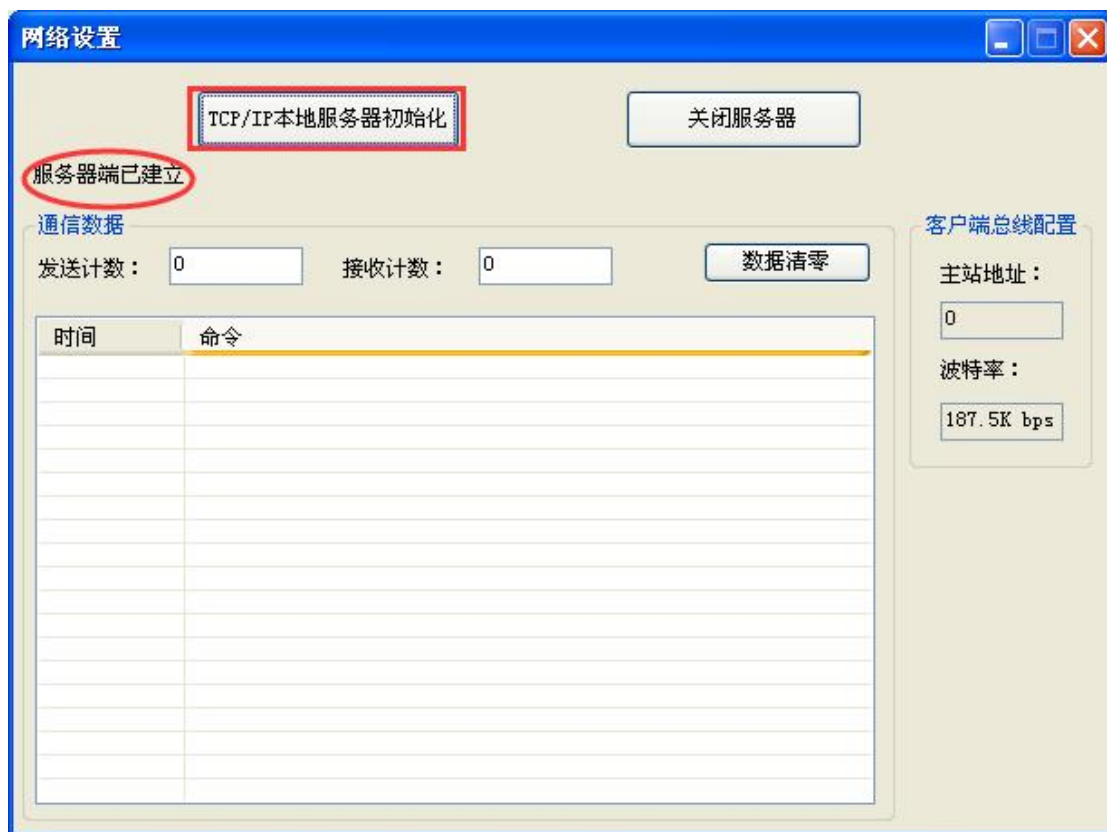 网络设置
TCP/IP本地服务器初始化 关闭服务器
服务器端已建立
通信数据 客户端总线配置
发送计数： 0 接收计数： 0 数据清零
主站地址：
0
时间 命令
波特率：
187.5K bps